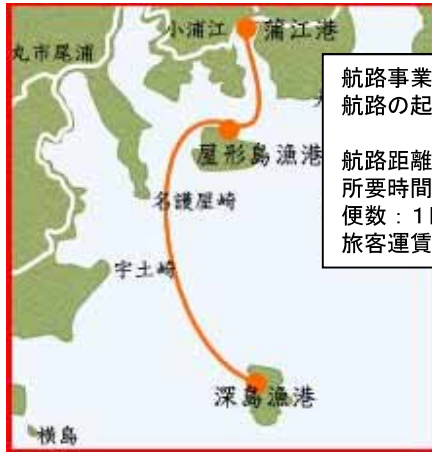 小浦江
蒲江港
丸市尾浦
航路事業
航路の起
屋形島漁港
航路距離
所要時間
便数：1
旅客運賃
名護屋崎
宇土崎
深島漁港
横島